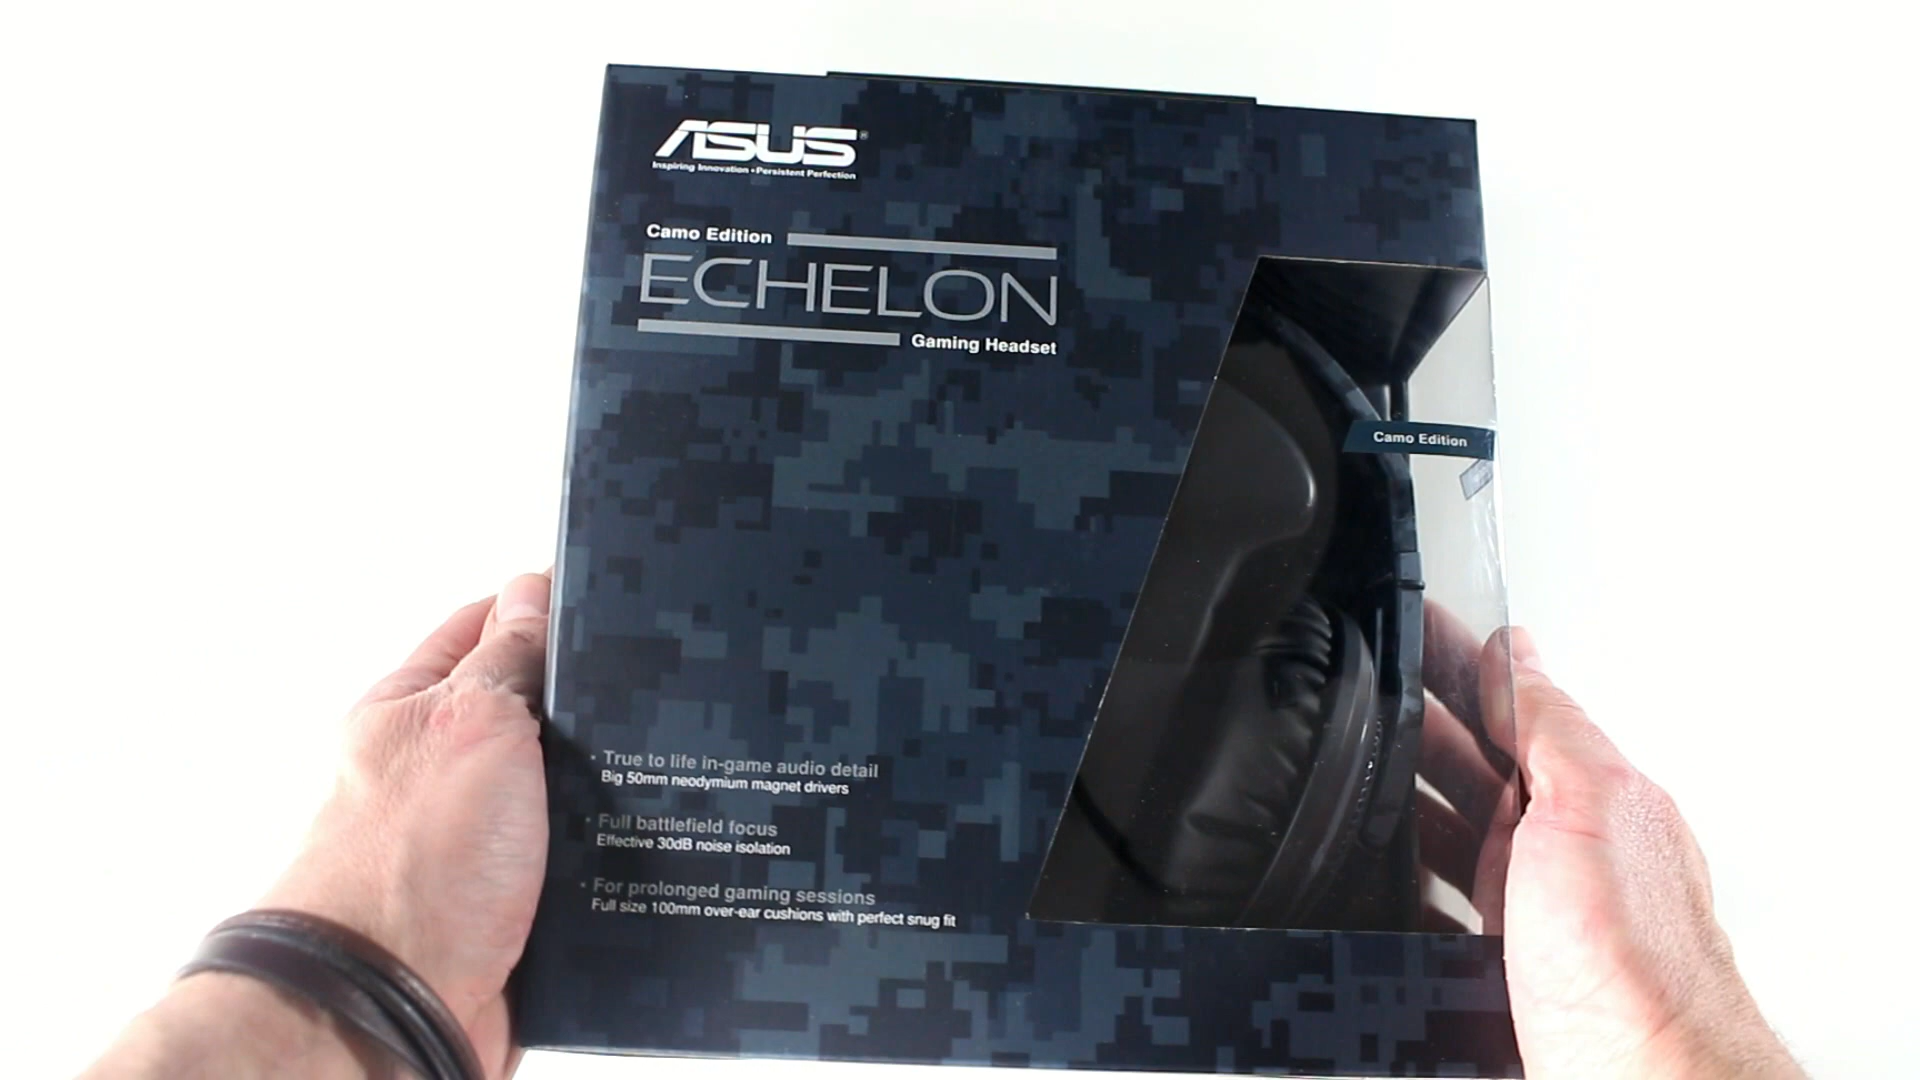 ASUS®
Inspiring Innovation • Persistent Perfection
Camo Edition
ECHELON
Gaming Headset
Camo Edition
• True to life in-game audio detail
Big 50mm neodymium magnet drivers
• Full battlefield focus
Effective 30dB noise isolation
• For prolonged gaming sessions
Full size 100mm over-ear cushions with perfect snug fit